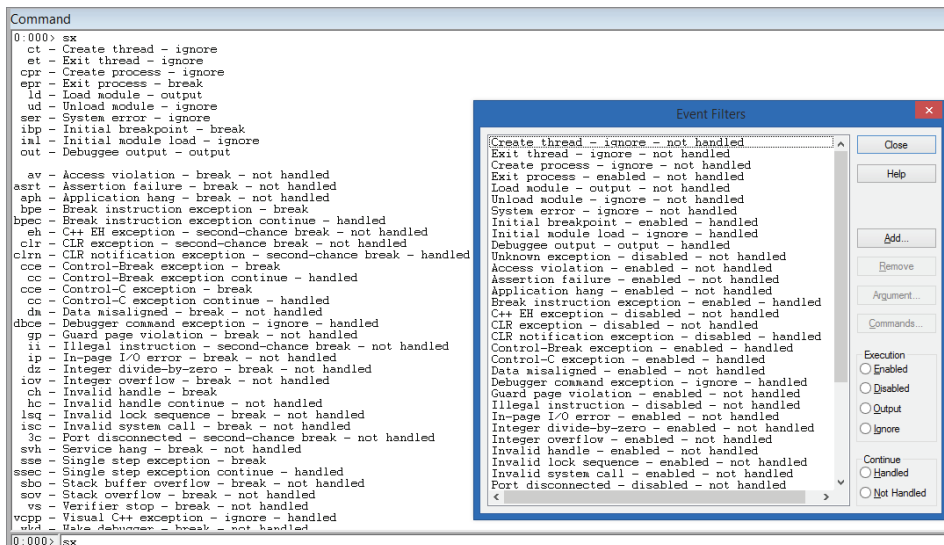 Command
0:000> sx
ct - Create thread - ignore
et - Exit thread - ignore
cpr - Create process - ignore
epr - Exit process - break
ld - Load module - output
ud - Unload module - ignore
ser - System error - ignore
ibp - Initial breakpoint - break
iml - Initial module load - ignore
out - Debuggee output - output
av - Access violation - break - not handled
asrt - Assertion failure - break - not handled
aph - Application hang - break - not handled
bpe - Break instruction exception - break
bpec - Break instruction exception continue - handled
eh - C++ EH exception - second-chance break - not handled
clr - CLR exception - second-chance break - not handled
clrn - CLR notification exception - second-chance break - handled
cce - Control-Break exception - break
cc - Control-Break exception continue - handled
cce - Control-C exception - break
cc - Control-C exception continue - handled
dm - Data misaligned - break - not handled
dbce - Debugger command exception - ignore - handled
gp - Guard page violation - break - not handled
ii - Illegal instruction - second-chance break - not handled
ip - In-page I/O error - break - not handled
dz - Integer divide-by-zero - break - not handled
iov - Integer overflow - break - not handled
ch - Invalid handle - break
hc - Invalid handle continue - not handled
lsq - Invalid lock sequence - break - not handled
isc - Invalid system call - break - not handled
3c - Port disconnected - second-chance break - not handled
svh - Service hang - break - not handled
sse - Single step exception - break
ssec - Single step exception continue - handled
sbo - Stack buffer overflow - break - not handled
sov - Stack overflow - break - not handled
vs - Verifier stop - break - not handled
vcpp - Visual C++ exception - ignore - handled
wkd - Wake debugger - break - not handled
0:000> sx
Event Filters
Create thread - ignore - not handled
Exit thread - ignore - not handled
Create process - ignore - not handled
Exit process - enabled - not handled
Load module - output - not handled
Unload module - ignore - not handled
System error - ignore - not handled
Initial breakpoint - enabled - handled
Initial module load - ignore - handled
Debuggee output - output - handled
Unknown exception - disabled - not handled
Access violation - enabled - not handled
Assertion failure - enabled - not handled
Application hang - enabled - not handled
Break instruction exception - enabled - handled
C++ EH exception - disabled - not handled
CLR exception - disabled - not handled
CLR notification exception - disabled - handled
Control-Break exception - enabled - handled
Control-C exception - enabled - handled
Data misaligned - enabled - not handled
Debugger command exception - ignore - handled
Guard page violation - enabled - not handled
Illegal instruction - disabled - not handled
In-page I/O error - enabled - not handled
Integer divide-by-zero - enabled - not handled
Integer overflow - enabled - not handled
Invalid handle - enabled - not handled
Invalid lock sequence - enabled - not handled
Invalid system call - enabled - not handled
Port disconnected - disabled - not handled
Close
Help
Add...
Remove
Argument...
Commands...
Execution
Enabled
Disabled
Output
Ignore
Continue
Handled
Not Handled